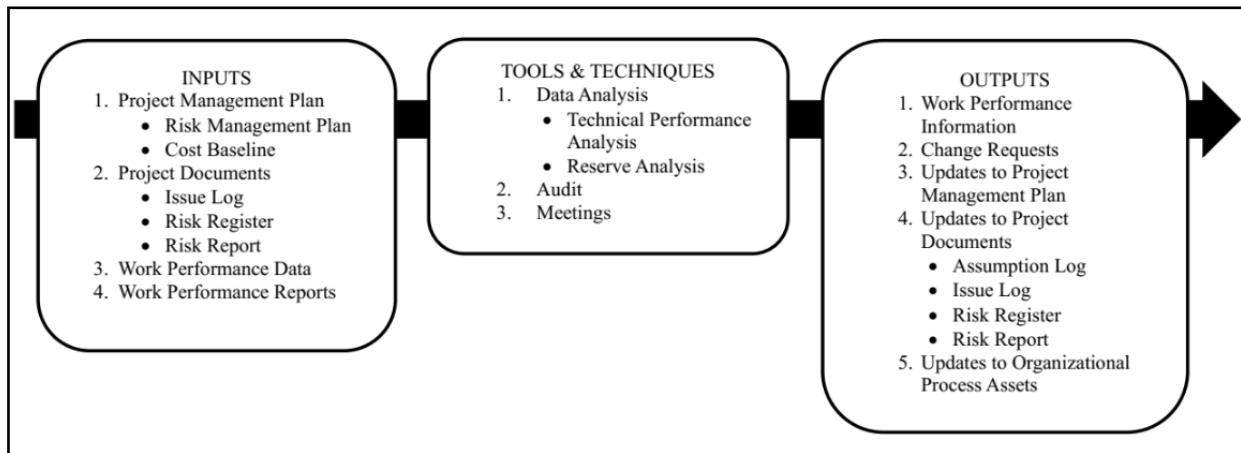 INPUTS
1. Project Management Plan
• Risk Management Plan
• Cost Baseline
2. Project Documents
• Issue Log
• Risk Register
• Risk Report
3. Work Performance Data
4. Work Performance Reports
TOOLS & TECHNIQUES
1. Data Analysis
• Technical Performance
Analysis
• Reserve Analysis
2. Audit
3. Meetings
OUTPUTS
1. Work Performance
Information
2. Change Requests
3. Updates to Project
Management Plan
4. Updates to Project
Documents
• Assumption Log
• Issue Log
• Risk Register
• Risk Report
5. Updates to Organizational
Process Assets